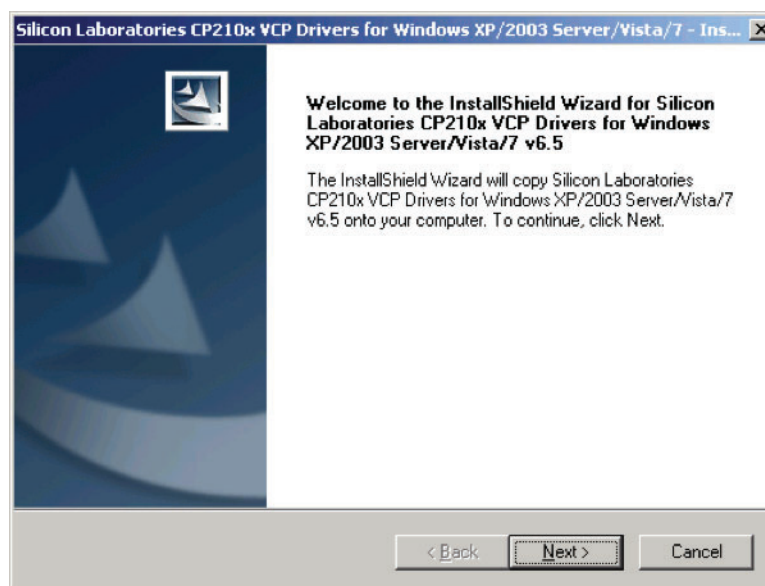 Silicon Laboratories CP210x VCP Drivers for Windows XP/2003 Server/Vista/7 - Ins...
Welcome to the InstallShield Wizard for Silicon
Laboratories CP210x VCP Drivers for Windows
XP/2003 Server/Vista/7 v6.5
The InstallShield Wizard will copy Silicon Laboratories
CP210x VCP Drivers for Windows XP/2003 Server/Vista/7
v6.5 onto your computer. To continue, click Next.
< Back
Next >
Cancel